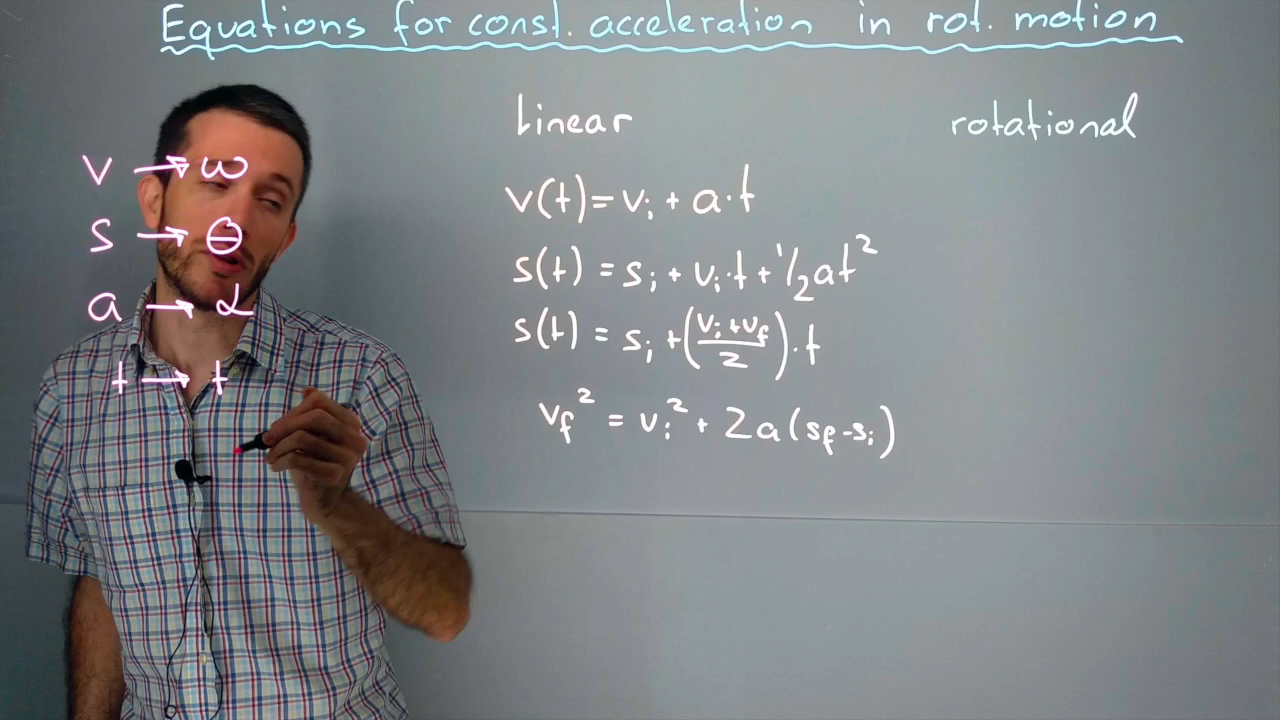 Equations for const. acceleration in rot. motion
linear rotational
v → ω
s → θ
a → α
t → t
v(t) = vᵢ + a·t
s(t) = sᵢ + vᵢ·t + ½at²
s(t) = sᵢ + ((vᵢ + v_f)/2)·t
v_f² = vᵢ² + 2a(s_f - sᵢ)